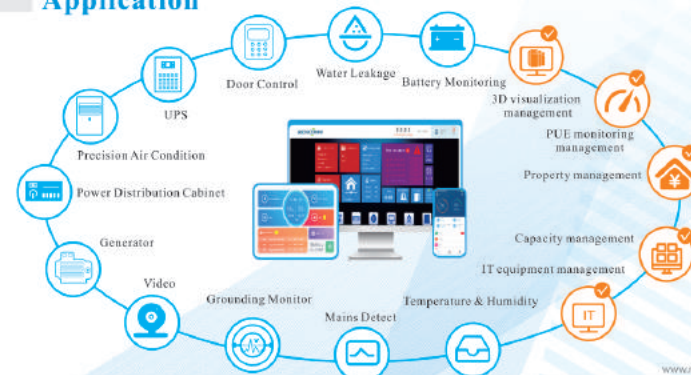 Application
Door Control
Water Leakage
Battery Monitoring
3D visualization
management
UPS
PUE monitoring
management
Precision Air Condition
Property management
¥
Power Distribution Cabinet
Generator
Capacity management
IT equipment management
Video
Grounding Monitor
Temperature & Humidity
Mains Detect
IT